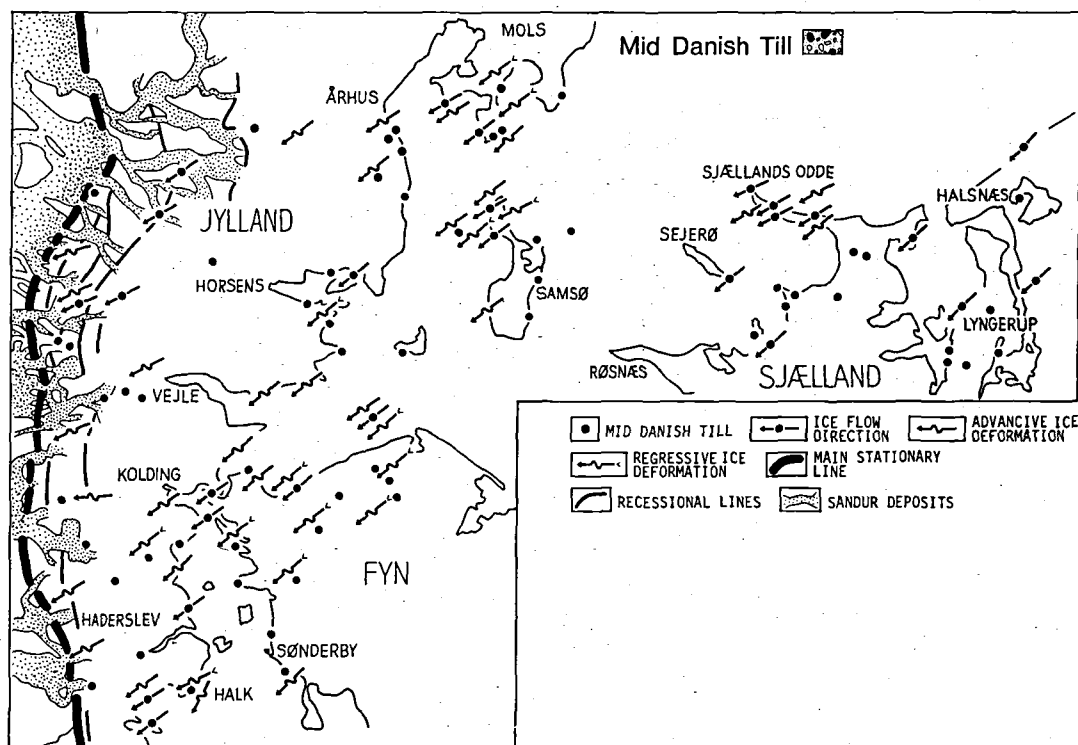 MOLS
Mid Danish Till
ÅRHUS
SJÆLLANDS ODDE
HALSNÆS
JYLLAND
SEJERØ
HORSENS
SAMSØ
LYNGERUP
RØSNÆS
SJÆLLAND
VEJLE
MID DANISH TILL
ICE FLOW
DIRECTION
ADVANCIVE ICE
DEFORMATION
REGRESSIVE ICE
DEFORMATION
MAIN STATIONARY
LINE
RECESSIONAL LINES
SANDUR DEPOSITS
KOLDING
FYN
HADERSLEV
SØNDERBY
HALK